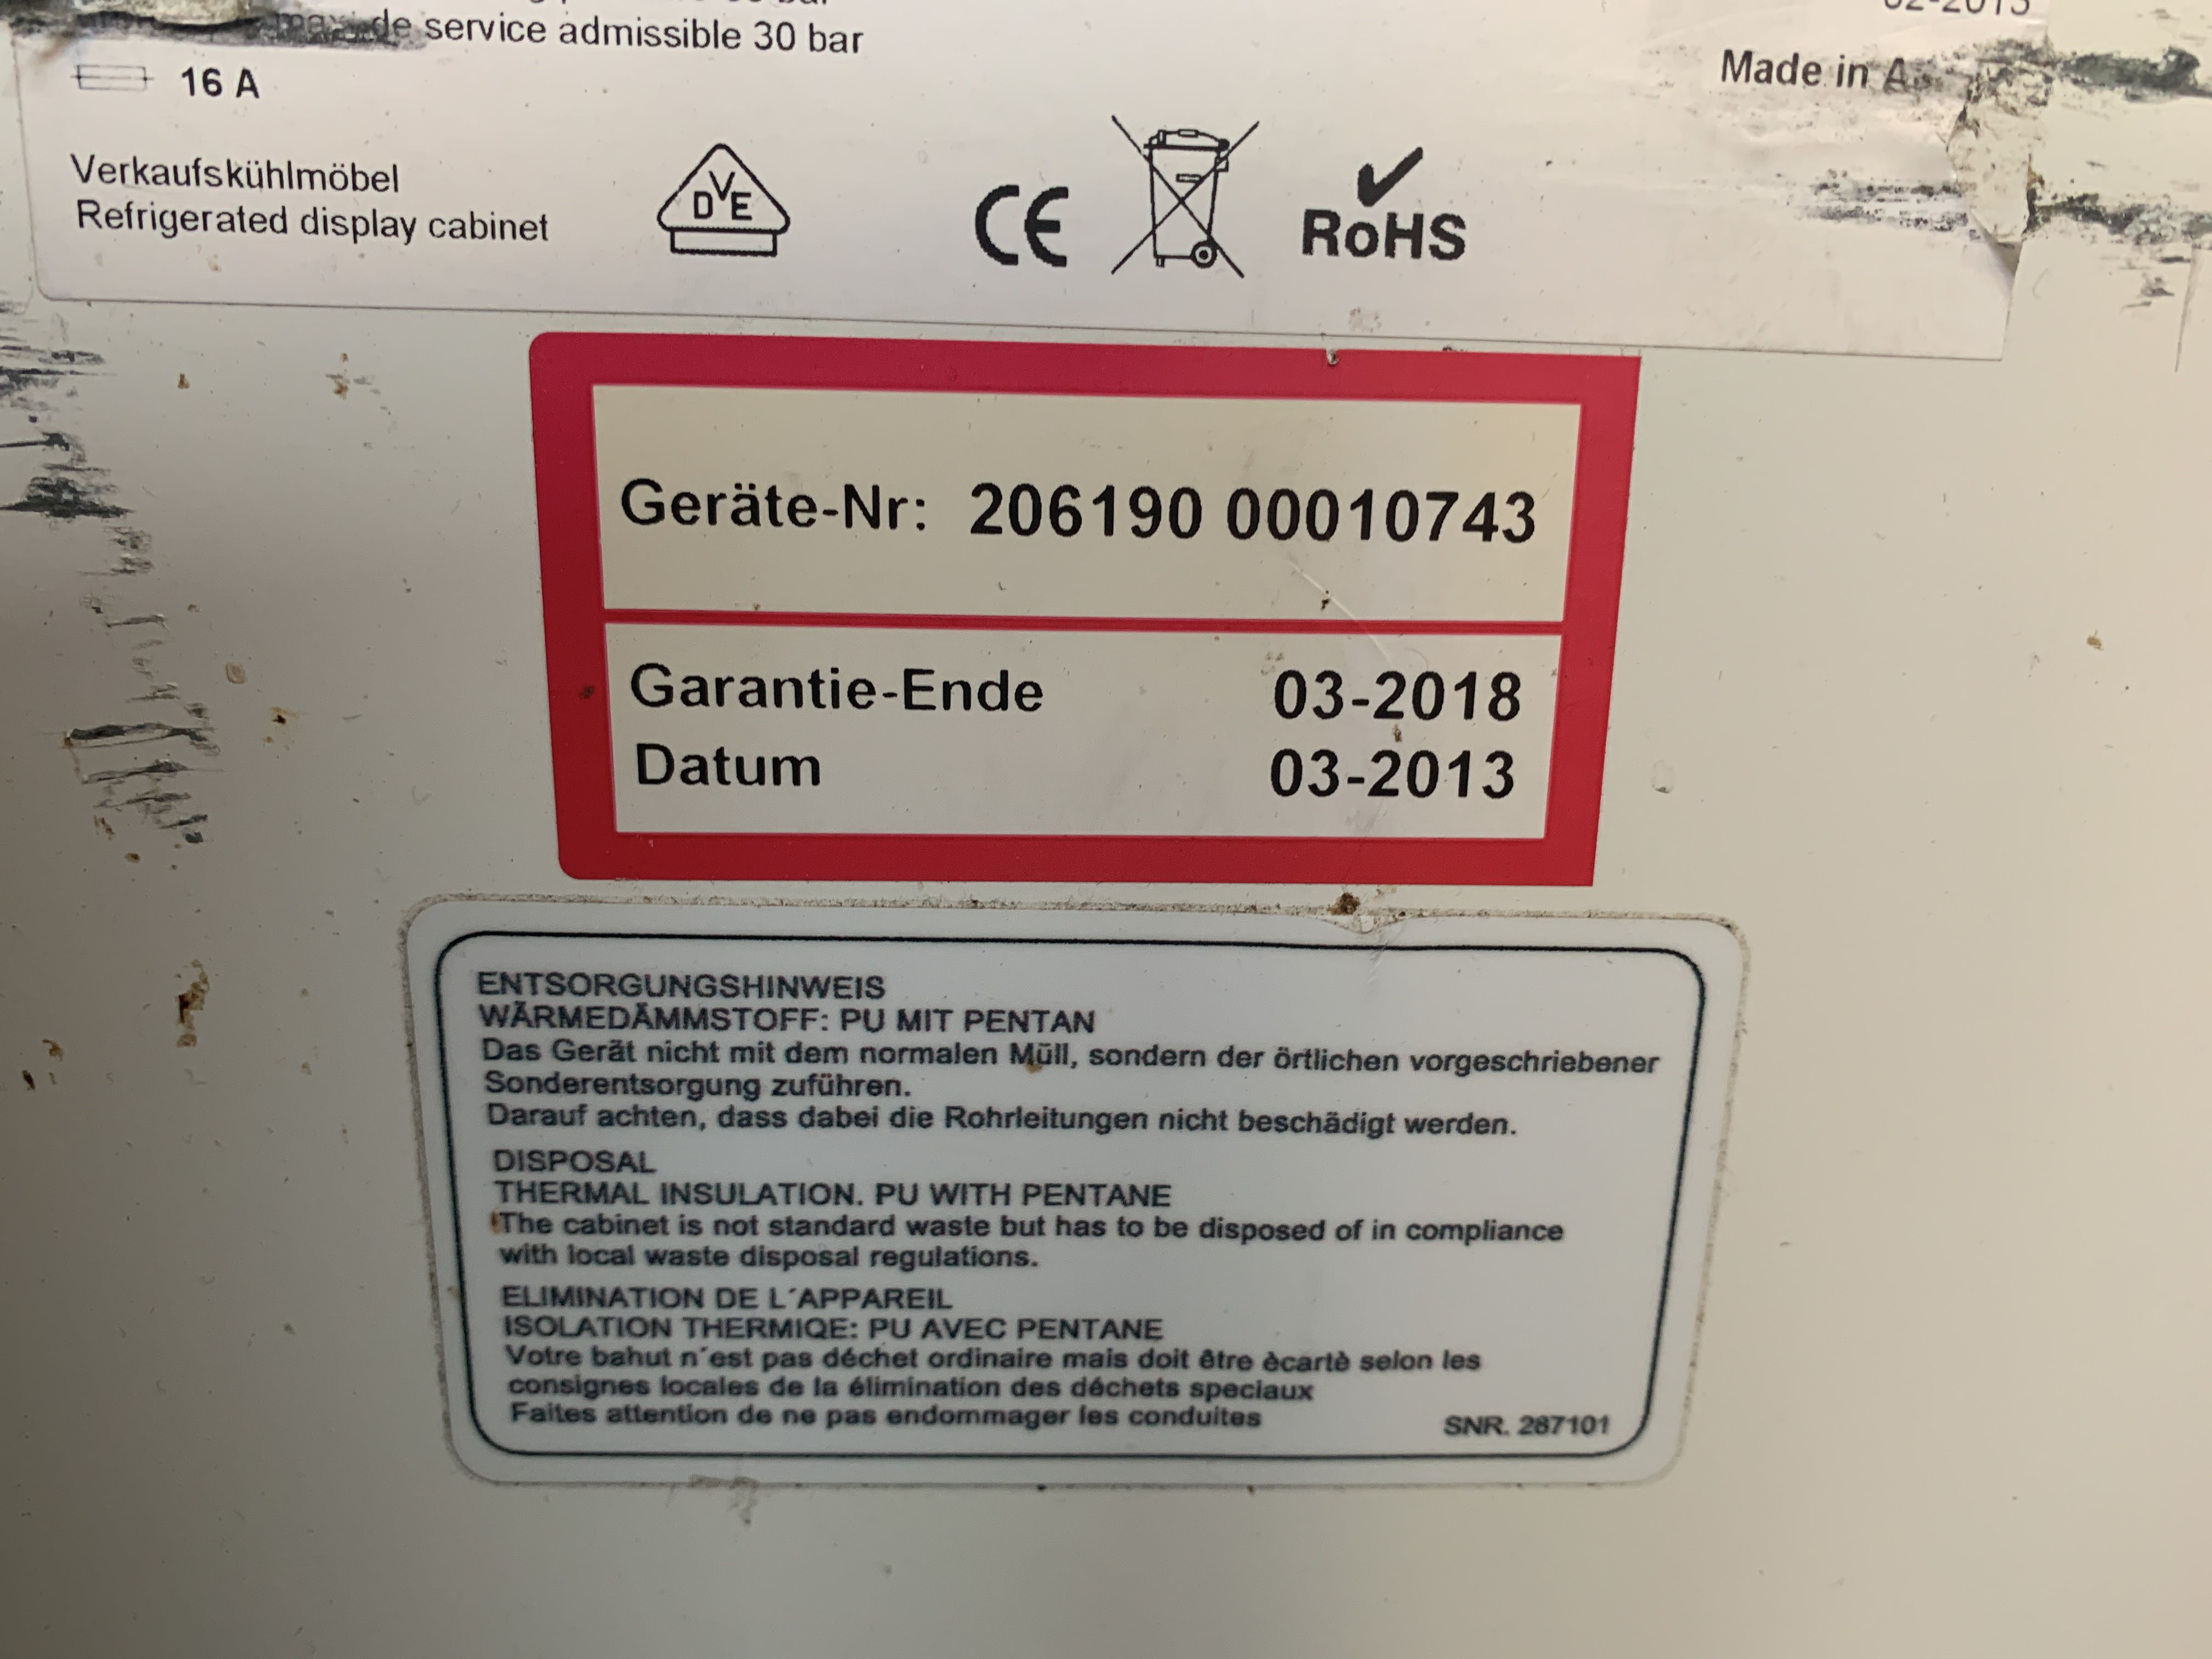 de service admissible 30 bar
02-2013
16 A
Made in
Verkaufskühlmöbel
Refrigerated display cabinet
DVE
CE
RoHS
Geräte-Nr: 206190 00010743
Garantie-Ende 03-2018
Datum 03-2013
ENTSORGUNGSHINWEIS
WÄRMEDÄMMSTOFF: PU MIT PENTAN
Das Gerät nicht mit dem normalen Müll, sondern der örtlichen vorgeschriebener
Sonderentsorgung zuführen.
Darauf achten, dass dabei die Rohrleitungen nicht beschädigt werden.
DISPOSAL
THERMAL INSULATION. PU WITH PENTANE
The cabinet is not standard waste but has to be disposed of in compliance
with local waste disposal regulations.
ELIMINATION DE L´APPAREIL
ISOLATION THERMIQE: PU AVEC PENTANE
Votre bahut n´est pas déchet ordinaire mais doit être ècartè selon les
consignes locales de la élimination des déchets speciaux
Faites attention de ne pas endommager les conduites
SNR. 287101